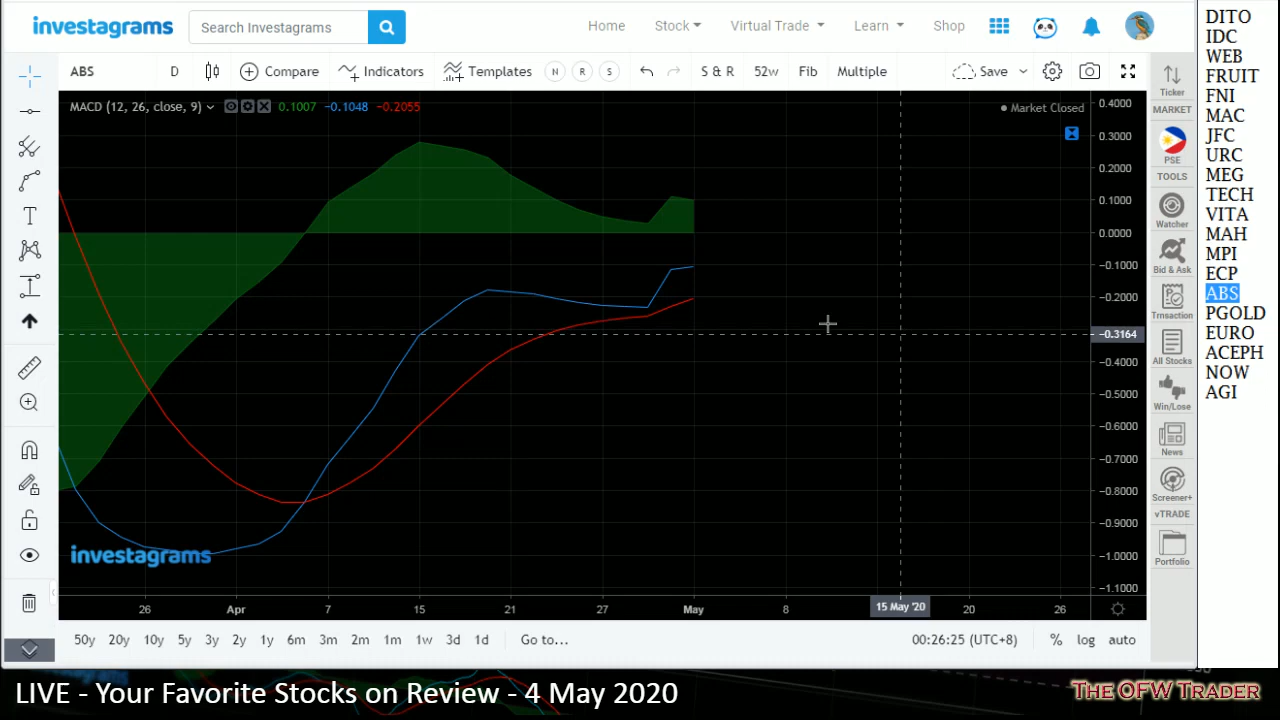 investagrams
Search Investagrams
Home Stock Virtual Trade Learn Shop
ABS D Compare Indicators Templates N R S S & R 52w Fib Multiple Save
MACD (12, 26, close, 9) 0.1007 −0.1048 −0.2055
Market Closed
0.4000
0.3000
0.2000
0.1000
0.0000
−0.1000
−0.2000
−0.3164
−0.4000
−0.5000
−0.6000
−0.7000
−0.8000
−0.9000
−1.0000
−1.1000
investagrams
26 Apr 7 15 21 27 May 8 15 May '20 20 26
50y 20y 10y 5y 3y 2y 1y 6m 3m 2m 1m 1w 3d 1d Go to... 00:26:25 (UTC+8) % log auto
Ticker
MARKET
PSE
TOOLS
Watcher
Bid & Ask
Trnsaction
All Stocks
Win/Lose
News
Screener+
vTRADE
Portfolio
DITO
IDC
WEB
FRUIT
FNI
MAC
JFC
URC
MEG
TECH
VITA
MAH
MPI
ECP
ABS
PGOLD
EURO
ACEPH
NOW
AGI
LIVE - Your Favorite Stocks on Review - 4 May 2020
The OFW Trader